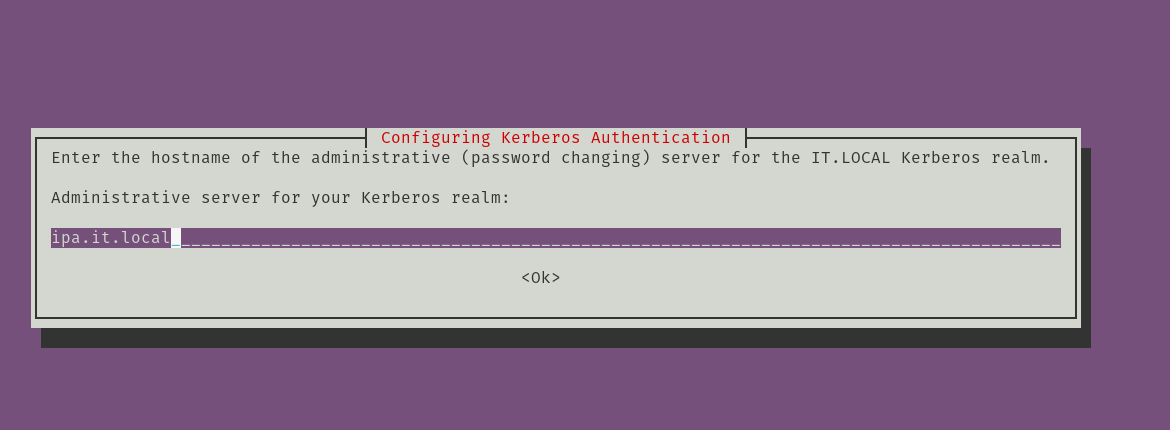 Configuring Kerberos Authentication
Enter the hostname of the administrative (password changing) server for the IT.LOCAL Kerberos realm.
Administrative server for your Kerberos realm:
ipa.it.local_________________________________________________________________________________________
<Ok>